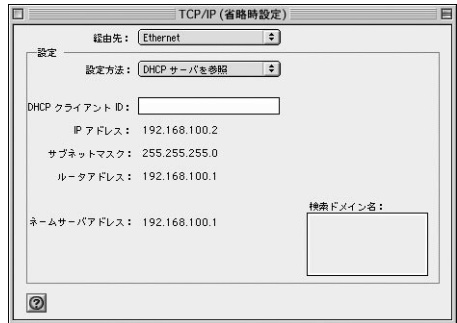 TCP/IP (省略時設定)
経由先： Ethernet
設定
設定方法： DHCP サーバを参照
DHCP クライアント ID：
IP アドレス： 192.168.100.2
サブネットマスク： 255.255.255.0
ルータアドレス： 192.168.100.1
検索ドメイン名：
ネームサーバアドレス： 192.168.100.1
?